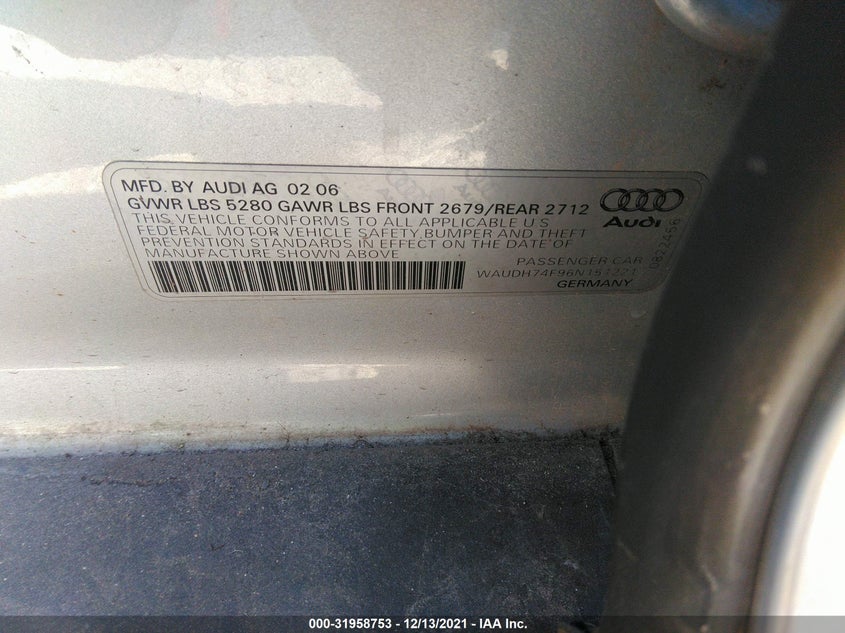 MFD. BY AUDI AG 02 06
GVWR LBS 5280 GAWR LBS FRONT 2679/REAR 2712
THIS VEHICLE CONFORMS TO ALL APPLICABLE U S
FEDERAL MOTOR VEHICLE SAFETY,BUMPER AND THEFT
PREVENTION STANDARDS IN EFFECT ON THE DATE OF
MANUFACTURE SHOWN ABOVE
Audi
PASSENGER CAR
WAUDH74F96N151271
GERMANY
0822456
000-31958753 - 12/13/2021 - IAA Inc.